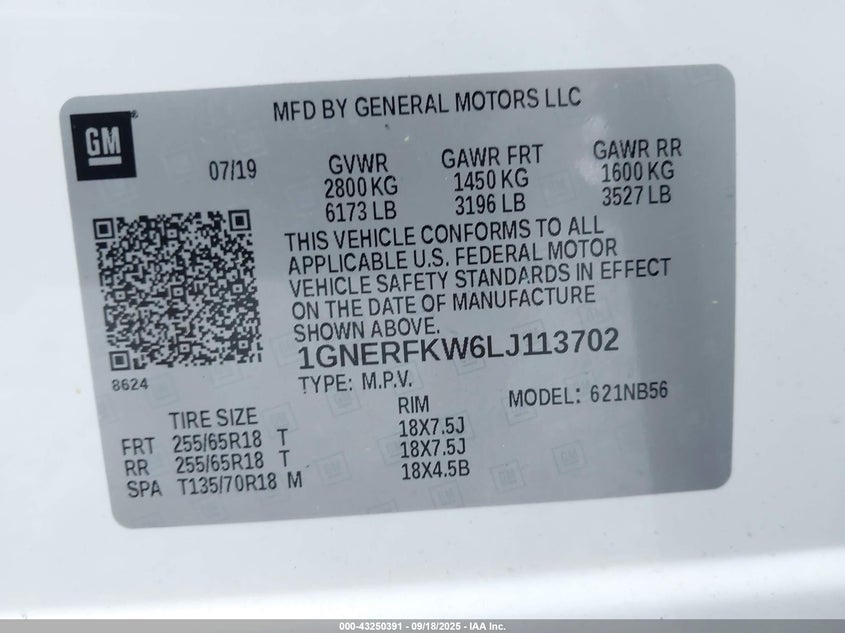 MFD BY GENERAL MOTORS LLC
GM
07/19
GVWR GAWR FRT GAWR RR
2800 KG 1450 KG 1600 KG
6173 LB 3196 LB 3527 LB
THIS VEHICLE CONFORMS TO ALL
APPLICABLE U.S. FEDERAL MOTOR
VEHICLE SAFETY STANDARDS IN EFFECT
ON THE DATE OF MANUFACTURE
SHOWN ABOVE.
1GNERFKW6LJ113702
8624
TYPE: M.P.V.
MODEL: 621NB56
TIRE SIZE RIM
FRT 255/65R18 T 18X7.5J
RR 255/65R18 T 18X7.5J
SPA T135/70R18 M 18X4.5B
000-43250391 - 09/18/2025 - IAA Inc.